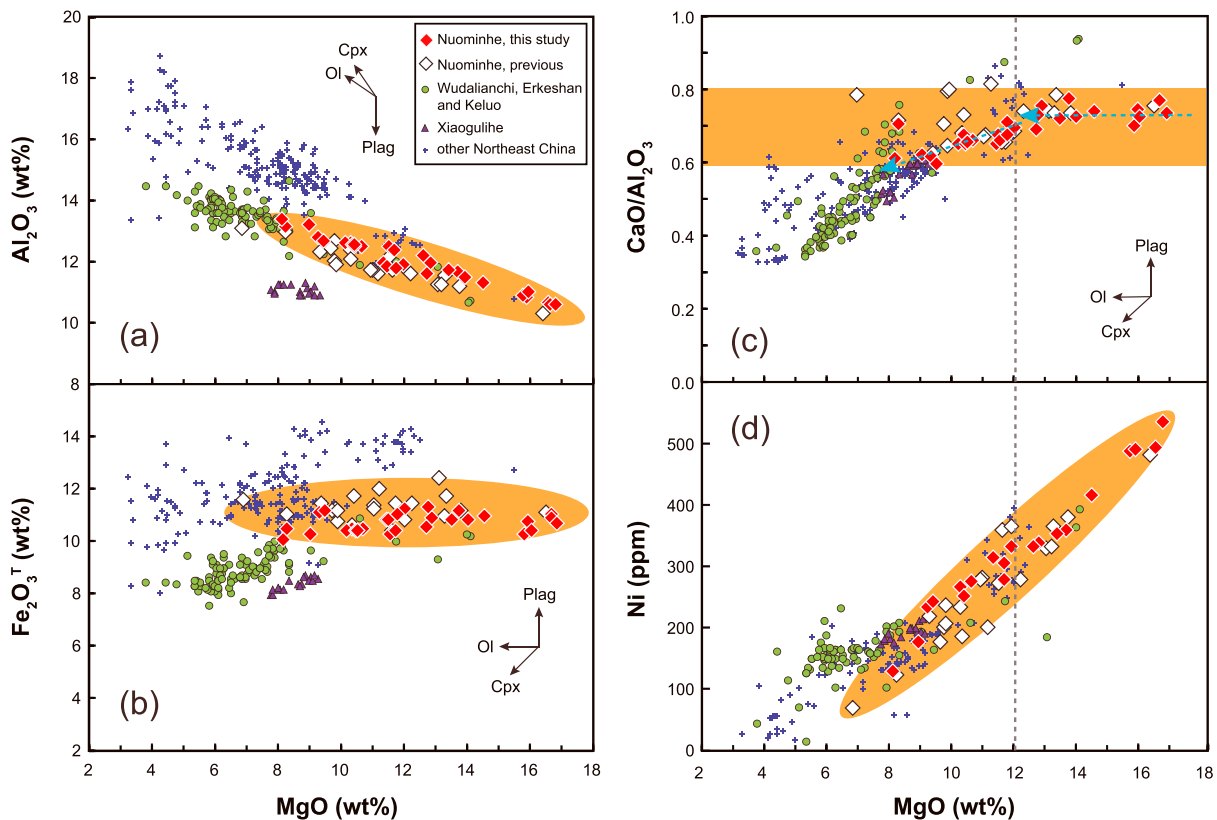 20
18
16
14
12
10
8
Al2O3 (wt%)
Cpx
Ol
Plag
Nuominhe, this study
Nuominhe, previous
Wudalianchi, Erkeshan
and Keluo
Xiaogulihe
other Northeast China
(a)
14
12
10
8
6
4
2
Fe2O3T (wt%)
Plag
Ol
Cpx
(b)
2 4 6 8 10 12 14 16 18
MgO (wt%)
1.0
0.8
0.6
0.4
0.2
0.0
CaO/Al2O3
Plag
Ol
Cpx
(c)
500
400
300
200
100
0
Ni (ppm)
(d)
2 4 6 8 10 12 14 16 18
MgO (wt%)